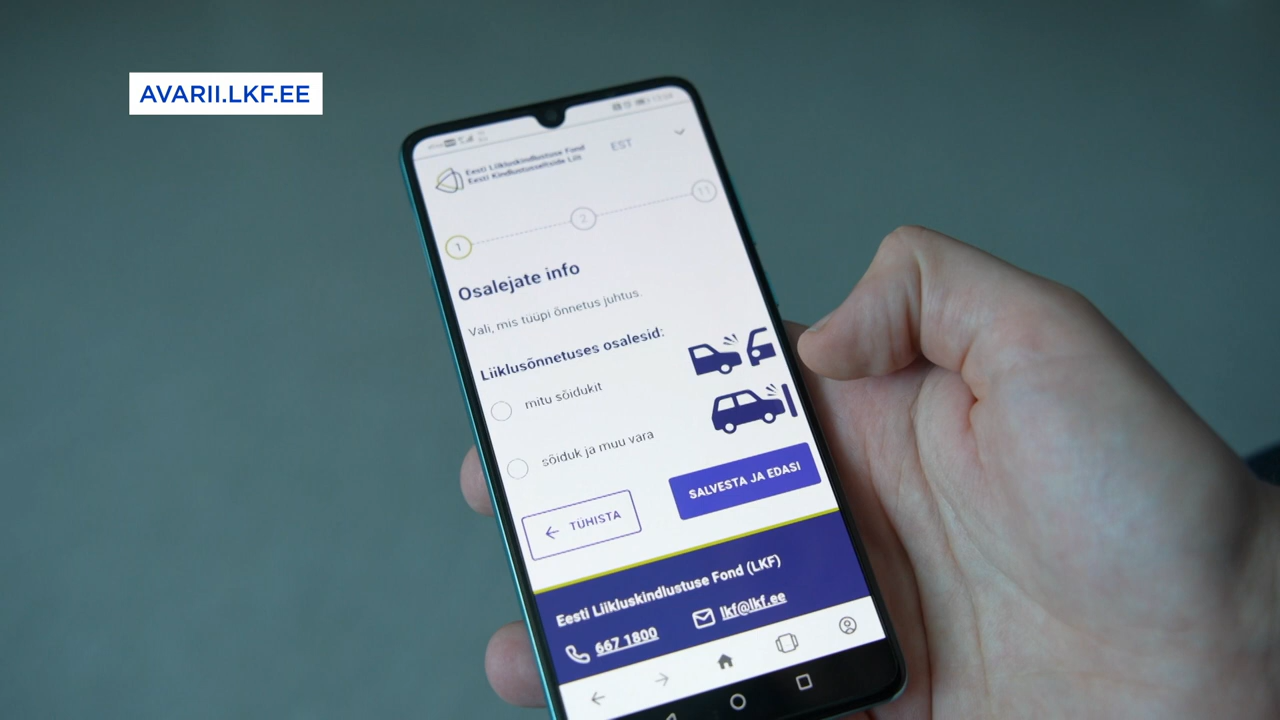 AVARII.LKF.EE
Eesti Liikluskindlustuse Fond
Eesti Kindlustusseltside Liit
EST
1
2
11
Osalejate info
Vali, mis tüüpi õnnetus juhtus.
Liiklusõnnetuses osalesid:
mitu sõidukit
sõiduk ja muu vara
TÜHISTA
SALVESTA JA EDASI
Eesti Liikluskindlustuse Fond (LKF)
667 1800
lkf@lkf.ee